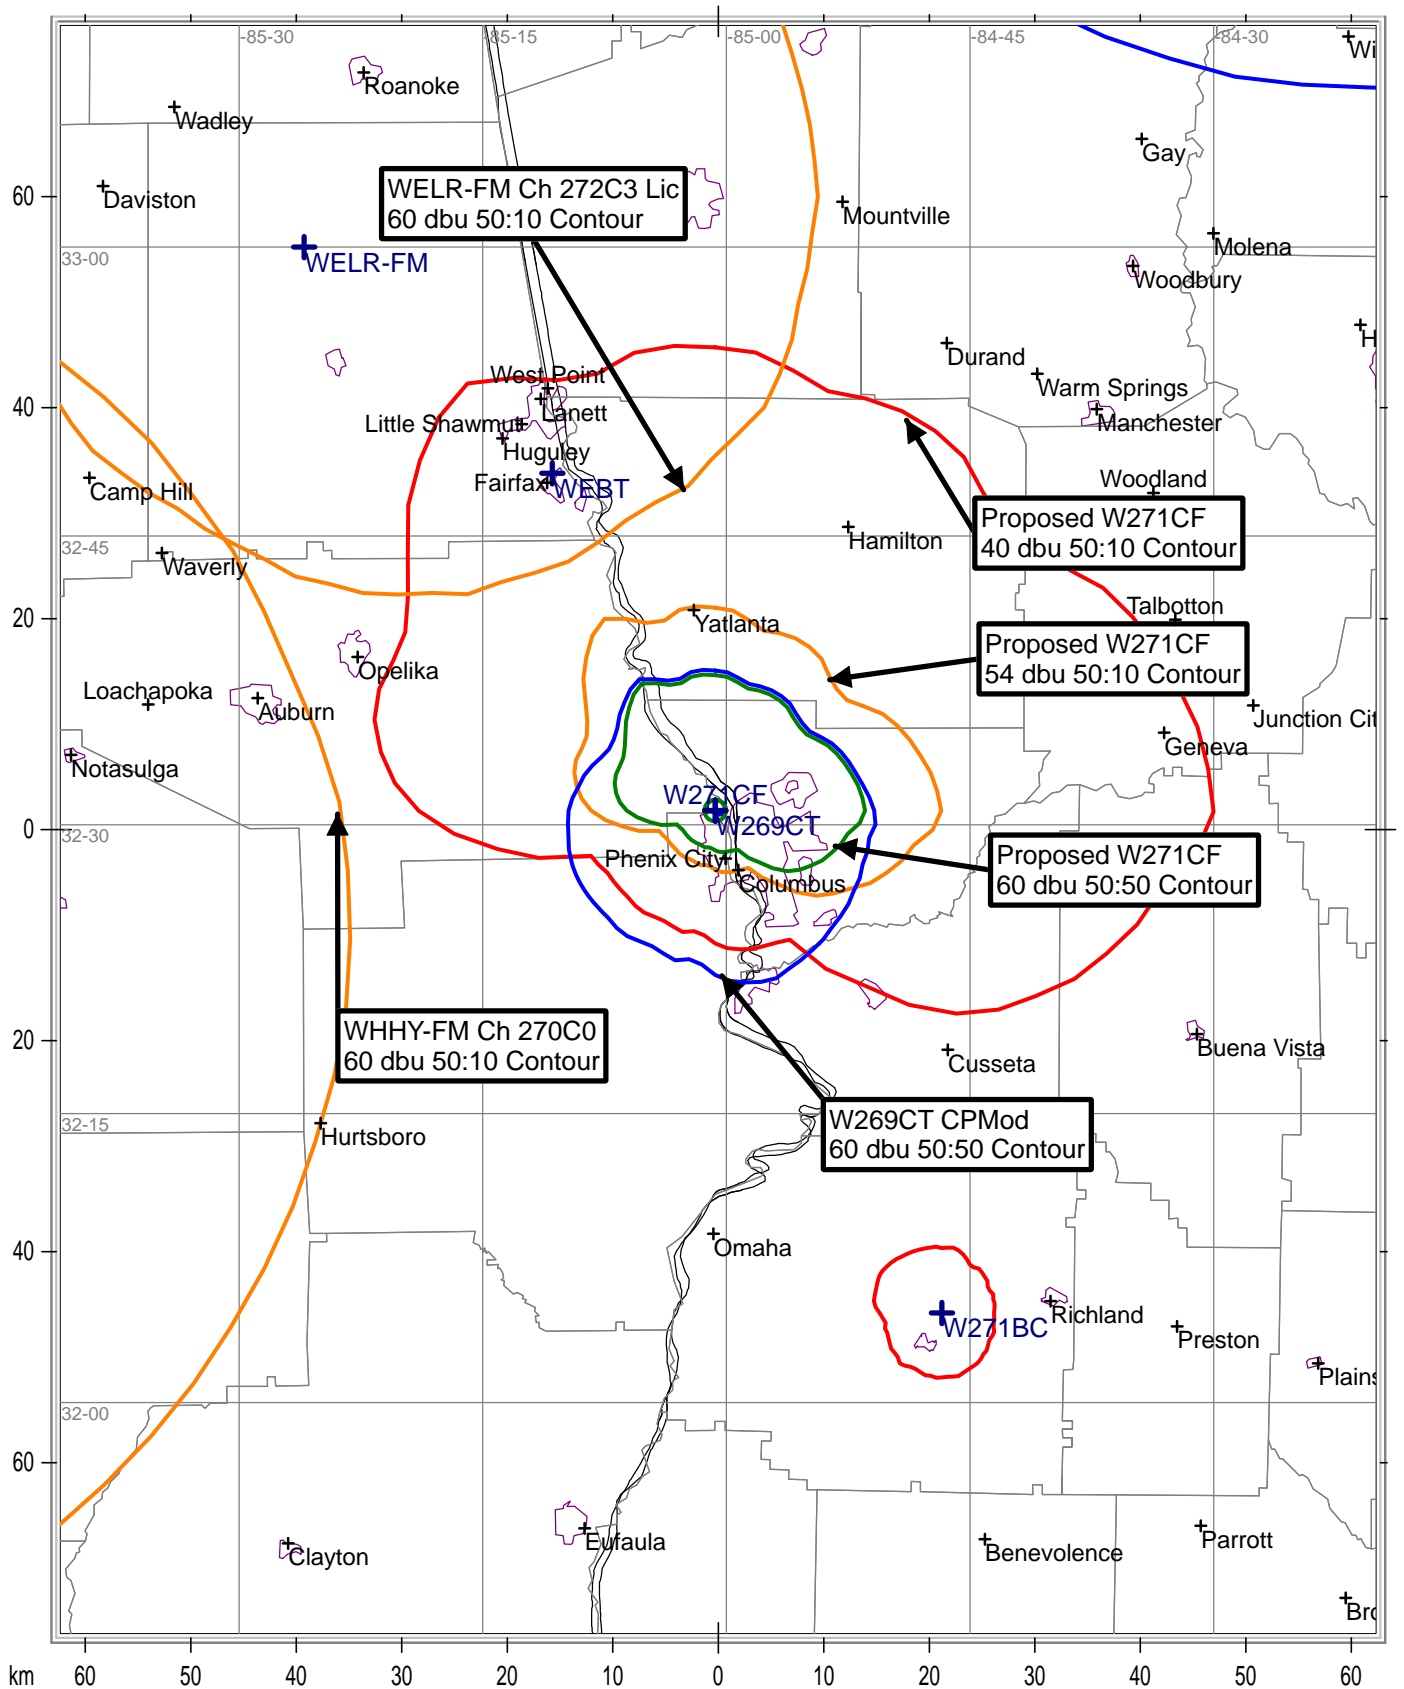 -85-30
-85-15
-85-00
-84-45
-84-30
Wi
Roanoke
Wadley
Gay
WELR-FM Ch 272C3 Lic
60 dbu 50:10 Contour
60
Daviston
Mountville
Molena
33-00
WELR-FM
Woodbury
H
Durand
West Point
Warm Springs
40
Lanett
Little Shawmut
Manchester
Huguley
Fairfax
WEBT
Camp Hill
Woodland
Proposed W271CF
40 dbu 50:10 Contour
32-45
Hamilton
Waverly
Talbotton
20
Yatlanta
Proposed W271CF
54 dbu 50:10 Contour
Opelika
Loachapoka
Auburn
Junction Cit
Geneva
Notasulga
W271CF
0
32-30
W269CT
Proposed W271CF
60 dbu 50:50 Contour
Phenix City
Columbus
WHHY-FM Ch 270C0
60 dbu 50:10 Contour
20
Buena Vista
Cusseta
32-15
Hurtsboro
W269CT CPMod
60 dbu 50:50 Contour
40
Omaha
Richland
W271BC
Preston
Plains
32-00
60
Eufaula
Clayton
Benevolence
Parrott
Bro
km
60
50
40
30
20
10
0
10
20
30
40
50
60